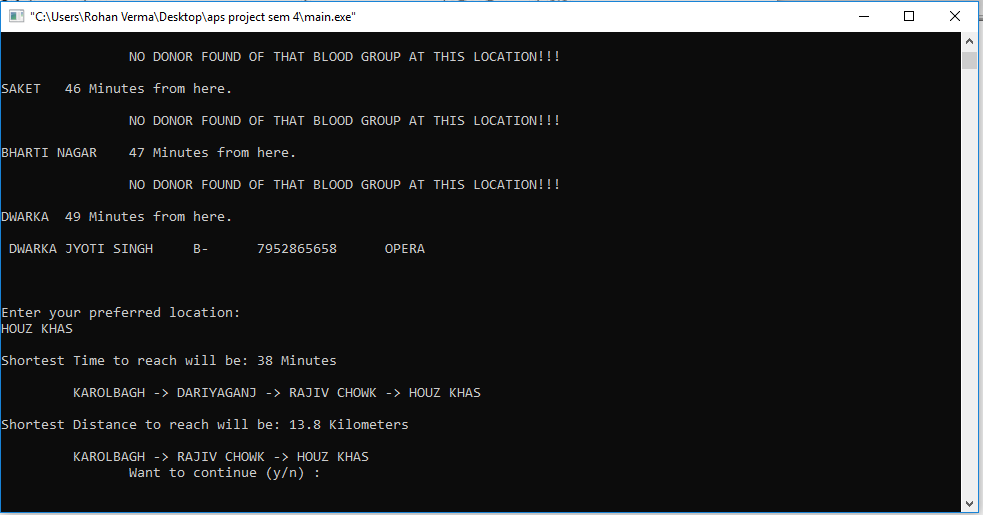 "C:\Users\Rohan Verma\Desktop\aps project sem 4\main.exe"
NO DONOR FOUND OF THAT BLOOD GROUP AT THIS LOCATION!!!
SAKET   46 Minutes from here.
NO DONOR FOUND OF THAT BLOOD GROUP AT THIS LOCATION!!!
BHARTI NAGAR    47 Minutes from here.
NO DONOR FOUND OF THAT BLOOD GROUP AT THIS LOCATION!!!
DWARKA  49 Minutes from here.
DWARKA JYOTI SINGH     B-      7952865658      OPERA
Enter your preferred location:
HOUZ KHAS
Shortest Time to reach will be: 38 Minutes
KAROLBAGH -> DARIYAGANJ -> RAJIV CHOWK -> HOUZ KHAS
Shortest Distance to reach will be: 13.8 Kilometers
KAROLBAGH -> RAJIV CHOWK -> HOUZ KHAS
Want to continue (y/n) :